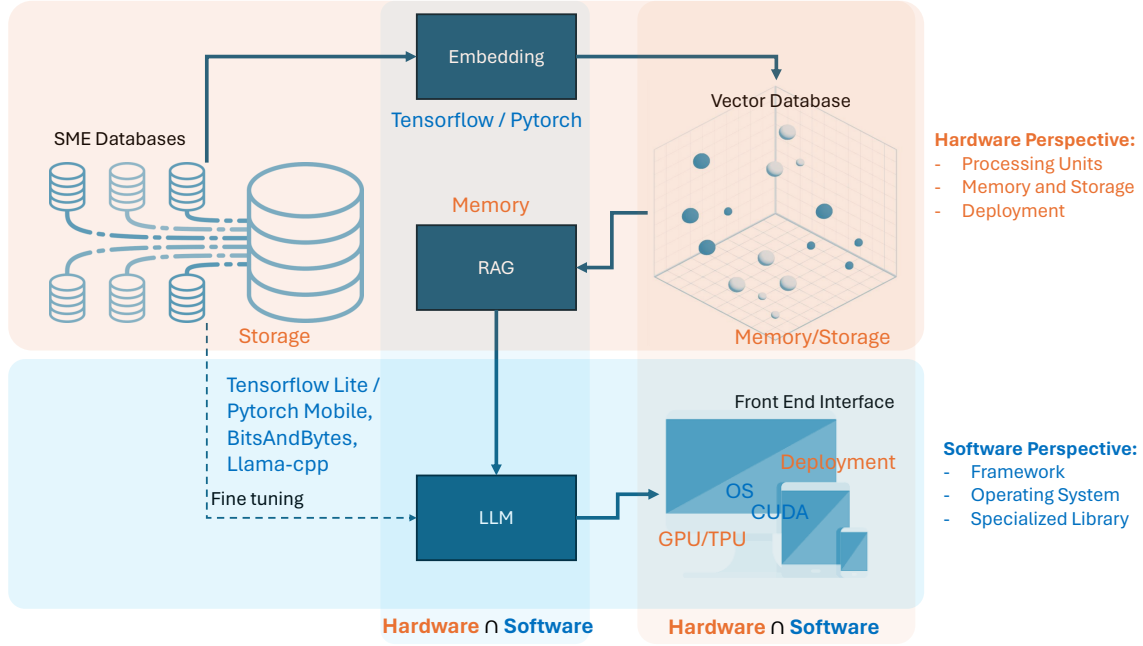 Embedding
Tensorflow / Pytorch
Vector Database
SME Databases
Hardware Perspective:
- Processing Units
- Memory and Storage
- Deployment
Memory
RAG
Storage
Memory/Storage
Tensorflow Lite /
Pytorch Mobile,
BitsAndBytes,
Llama-cpp
Fine tuning
LLM
Front End Interface
Deployment
OS
CUDA
GPU/TPU
Software Perspective:
- Framework
- Operating System
- Specialized Library
Hardware ∩ Software
Hardware ∩ Software